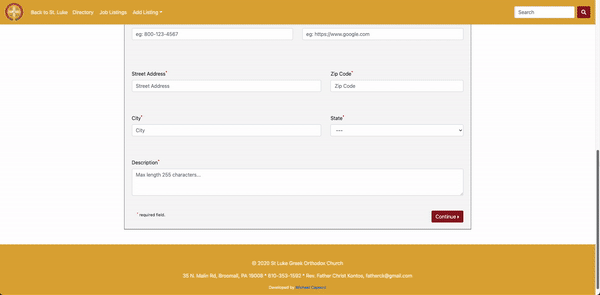 Back to St. Luke Directory Job Listings Add Listing Search
eg: 800-123-4567 eg: https://www.google.com
Street Address* Zip Code*
Street Address Zip Code
City* State*
City ---
Description*
Max length 255 characters...
* required field. Continue
© 2020 St Luke Greek Orthodox Church
35 N. Malin Rd, Broomall, PA 19008 * 610-353-1592 * Rev. Father Christ Kontos, fatherck@gmail.com
Developed by Michael Capecci